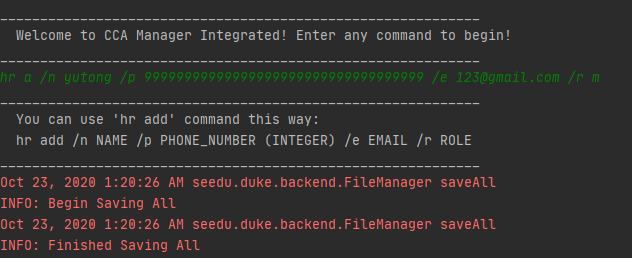 ____________________________________________________________
Welcome to CCA Manager Integrated! Enter any command to begin!
____________________________________________________________
hr a /n yutong /p 99999999999999999999999999999999999 /e 123@gmail.com /r m
____________________________________________________________
You can use 'hr add' command this way:
hr add /n NAME /p PHONE_NUMBER (INTEGER) /e EMAIL /r ROLE
____________________________________________________________
Oct 23, 2020 1:20:26 AM seedu.duke.backend.FileManager saveAll
INFO: Begin Saving All
Oct 23, 2020 1:20:26 AM seedu.duke.backend.FileManager saveAll
INFO: Finished Saving All